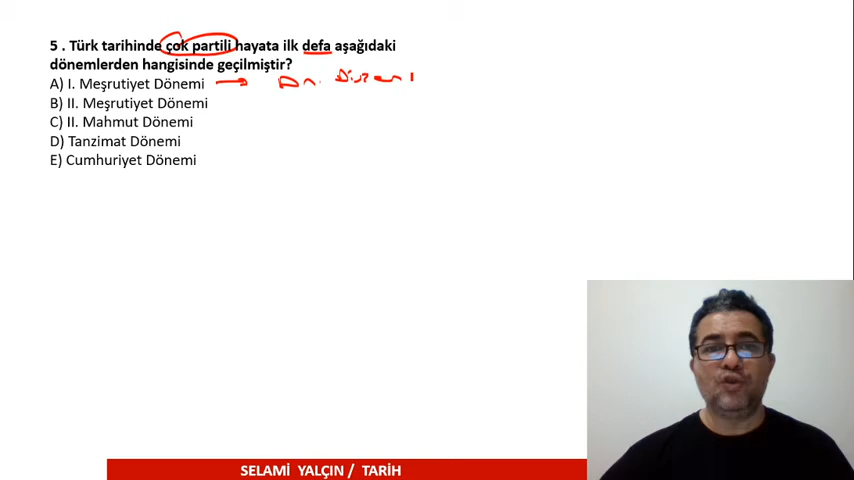 5 . Türk tarihinde çok partili hayata ilk defa aşağıdaki
dönemlerden hangisinde geçilmiştir?
A) I. Meşrutiyet Dönemi
B) II. Meşrutiyet Dönemi
C) II. Mahmut Dönemi
D) Tanzimat Dönemi
E) Cumhuriyet Dönemi
SELAMİ YALÇIN / TARİH